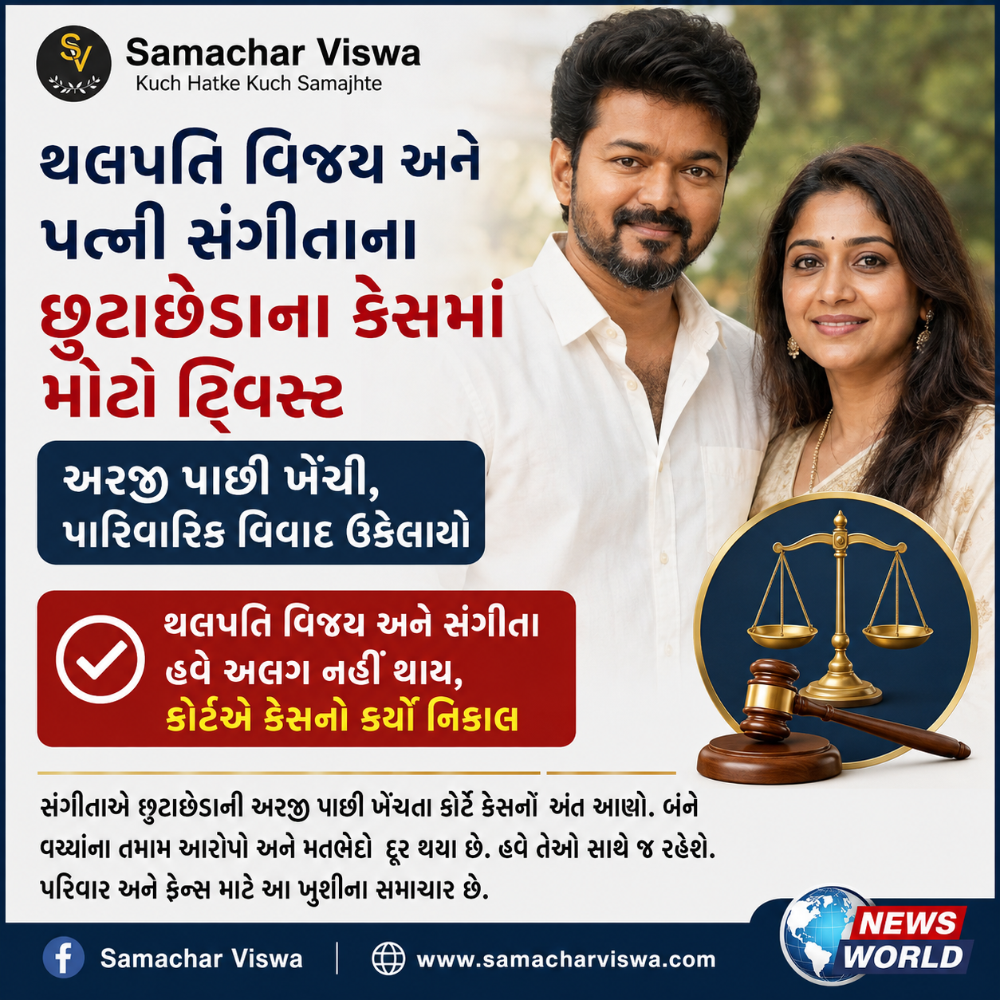 SV
Samachar Viswa
Kuch Hatke Kuch Samajhte
થલપતિ વિજય અને
પત્ની સંગીતાના
છુટાછેડાના કેસમાં
મોટો ટ્વિસ્ટ
અરજી પાછી ખેંચી,
પારિવારિક વિવાદ ઉકેલાયો
થલપતિ વિજય અને સંગીતા
હવે અલગ નહીં થાય,
કોર્ટએ કેસનો કર્યો નિકાલ
સંગીતાએ છુટાછેડાની અરજી પાછી ખેંચતા કોર્ટે કેસનોં અંત આણ્યો. બંને
વચ્યાંના તમામ આરોપો અને મતભેદો દૂર થયા છે. હવે તેઓ સાથે જ રહેશે.
પરિવાર અને ફેન્સ માટે આ ખુશીના સમાચાર છે.
f Samachar Viswa | www.samacharviswa.com
NEWS
WORLD